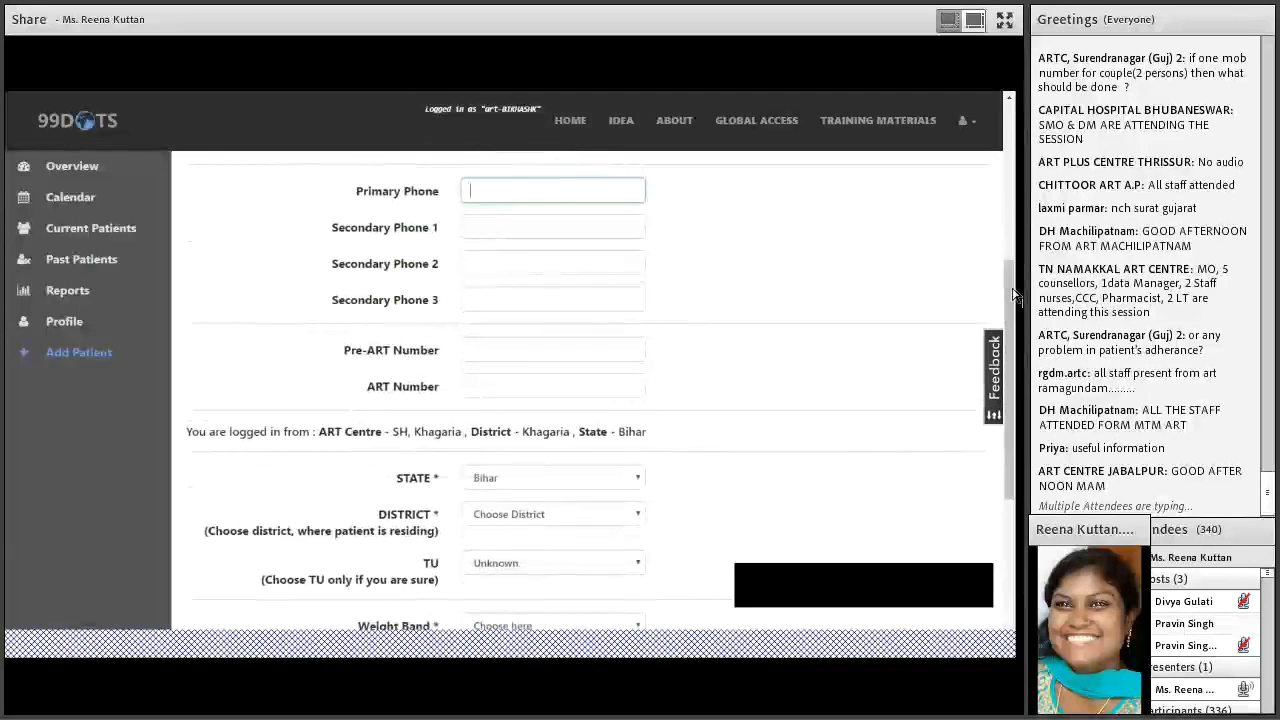 Share - Ms. Reena Kuttan
99DOTS
Logged in as "art-BIKHASHK"
HOME IDEA ABOUT GLOBAL ACCESS TRAINING MATERIALS
Overview
Calendar
Current Patients
Past Patients
Reports
Profile
Add Patient
Primary Phone
Secondary Phone 1
Secondary Phone 2
Secondary Phone 3
Pre-ART Number
ART Number
You are logged in from : ART Centre - SH, Khagaria , District - Khagaria , State - Bihar
STATE * Bihar
DISTRICT * Choose District
(Choose district, where patient is residing)
TU Unknown
(Choose TU only if you are sure)
Weight Band * Choose here
Feedback
Greetings (Everyone)
ARTC, Surendranagar (Guj) 2: if one mob
number for couple(2 persons) then what
should be done ?
CAPITAL HOSPITAL BHUBANESWAR:
SMO & DM ARE ATTENDING THE
SESSION
ART PLUS CENTRE THRISSUR: No audio
CHITTOOR ART A.P: All staff attended
laxmi parmar: nch surat gujarat
DH Machilipatnam: GOOD AFTERNOON
FROM ART MACHILIPATNAM
TN NAMAKKAL ART CENTRE: MO, 5
counsellors, 1data Manager, 2 Staff
nurses,CCC, Pharmacist, 2 LT are
attending this session
ARTC, Surendranagar (Guj) 2: or any
problem in patient's adherance?
rgdm.artc: all staff present from art
ramagundam.........
DH Machilipatnam: ALL THE STAFF
ATTENDED FORM MTM ART
Priya: useful information
ART CENTRE JABALPUR: GOOD AFTER
NOON MAM
Multiple Attendees are typing...
Reena Kuttan....
ndees (340)
Ms. Reena Kuttan
osts (3)
Divya Gulati
Pravin Singh
Pravin Sing...
resenters (1)
Ms. Reena ...
articipants (336)